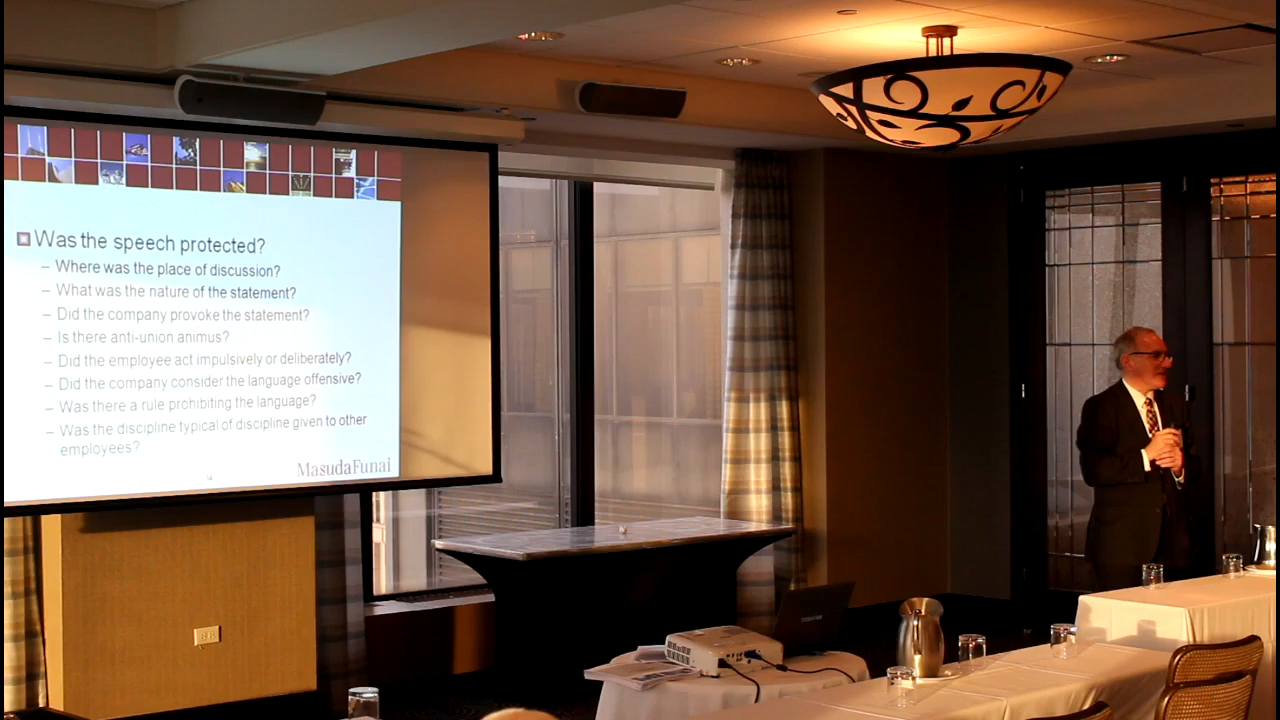 Was the speech protected?
– Where was the place of discussion?
– What was the nature of the statement?
– Did the company provoke the statement?
– Is there anti-union animus?
– Did the employee act impulsively or deliberately?
– Did the company consider the language offensive?
– Was there a rule prohibiting the language?
– Was the discipline typical of discipline given to other
employees?
MasudaFunai